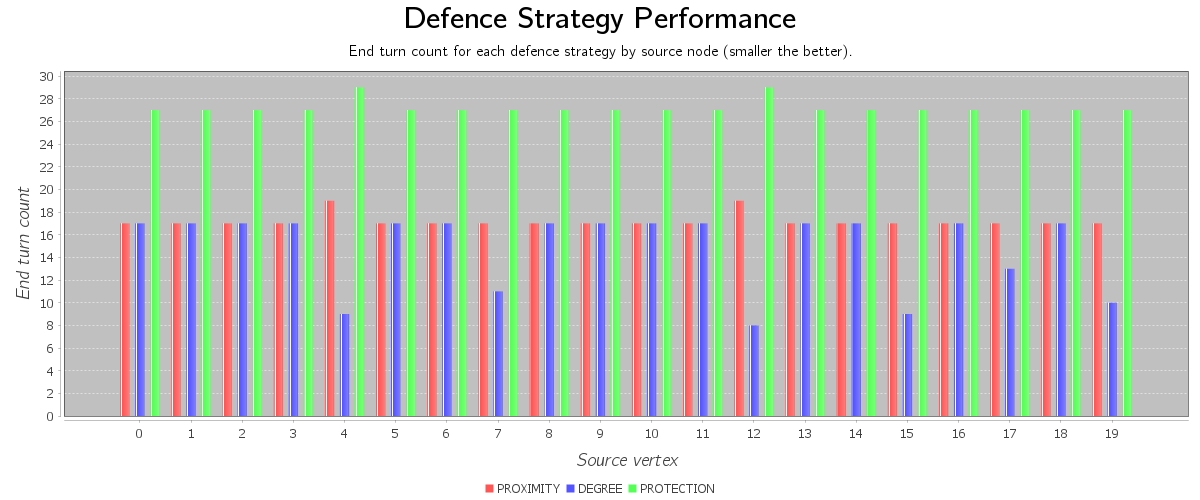 Defence Strategy Performance
End turn count for each defence strategy by source node (smaller the better).
30
28
26
24
22
20
18
16
14
12
10
8
6
4
2
0
End turn count
0 1 2 3 4 5 6 7 8 9 10 11 12 13 14 15 16 17 18 19
Source vertex
PROXIMITY DEGREE PROTECTION